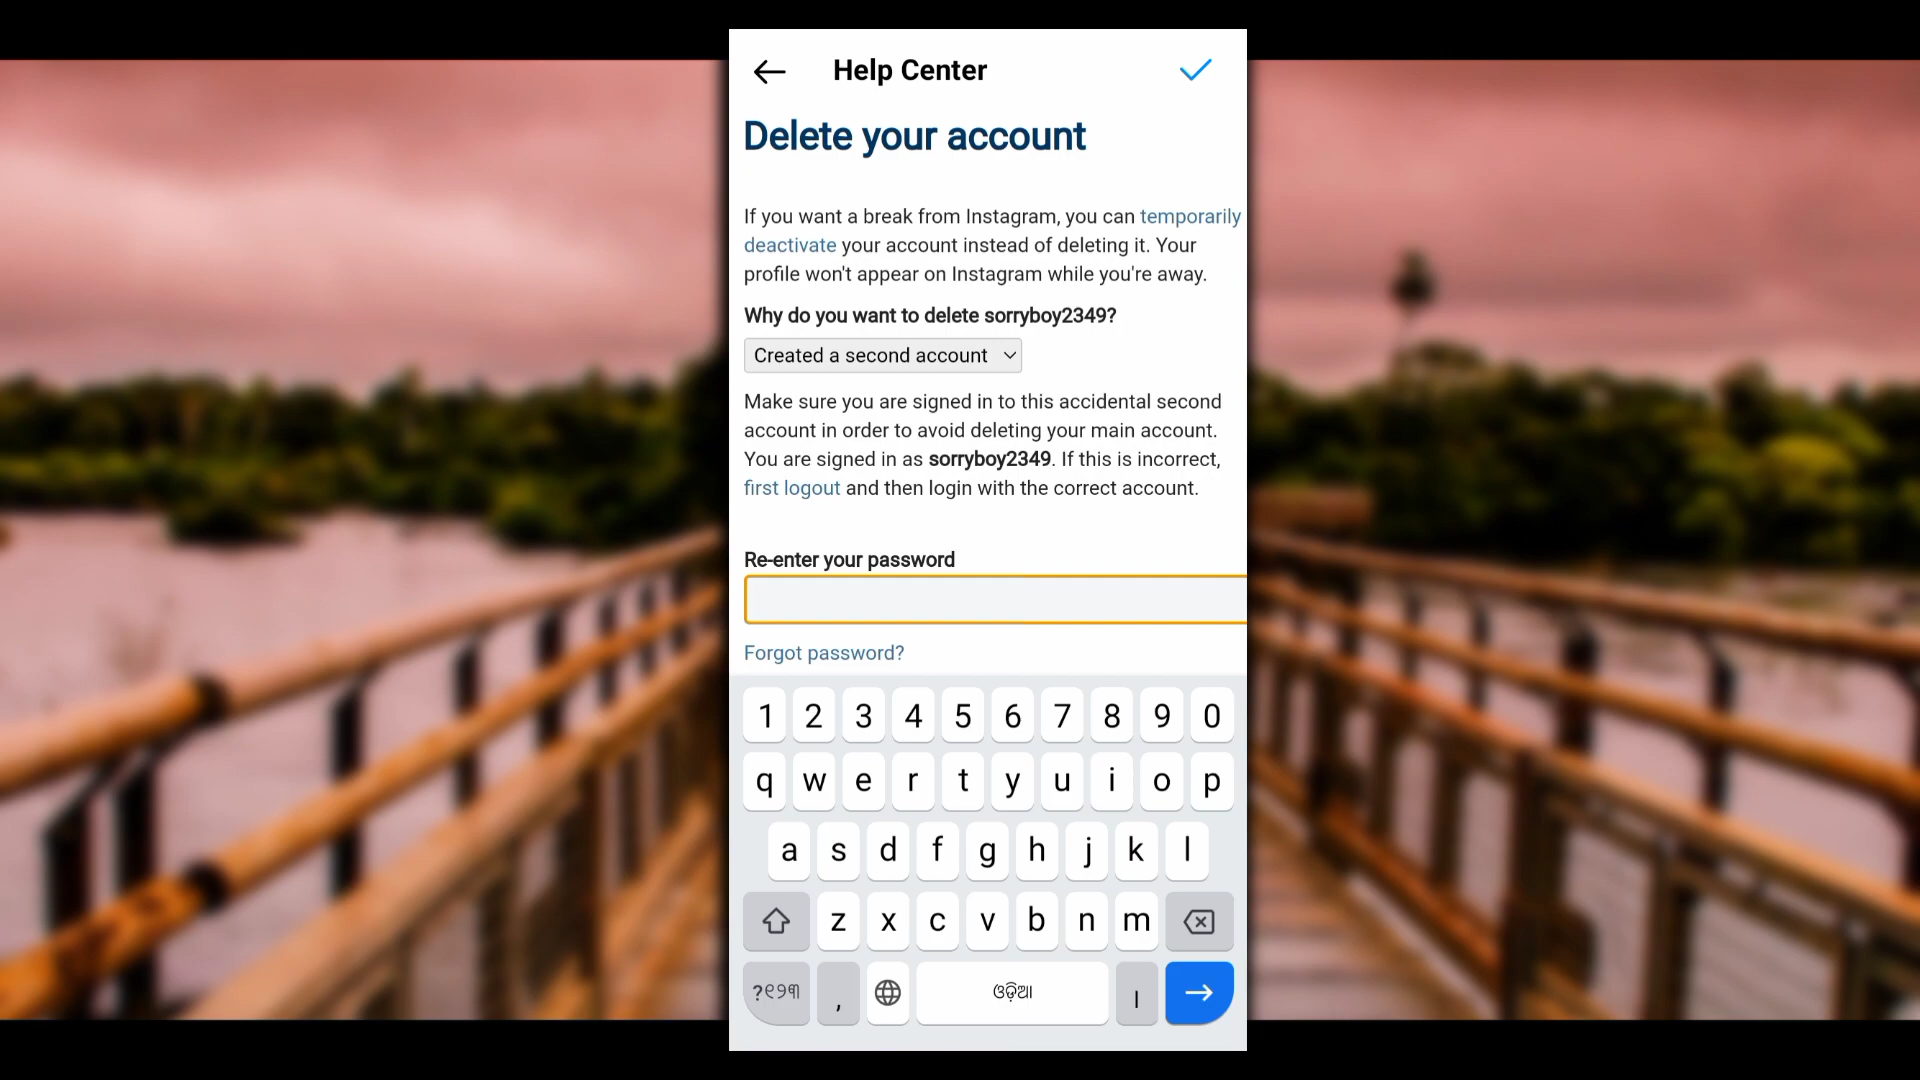 Help Center
Delete your account
If you want a break from Instagram, you can temporarily
deactivate your account instead of deleting it. Your
profile won't appear on Instagram while you're away.
Why do you want to delete sorryboy2349?
Created a second account
Make sure you are signed in to this accidental second
account in order to avoid deleting your main account.
You are signed in as sorryboy2349. If this is incorrect,
first logout and then login with the correct account.
Re-enter your password
Forgot password?
1 2 3 4 5 6 7 8 9 0
q w e r t y u i o p
a s d f g h j k l
z x c v b n m
?୧୨୩ , ଓଡ଼ିଆ ।